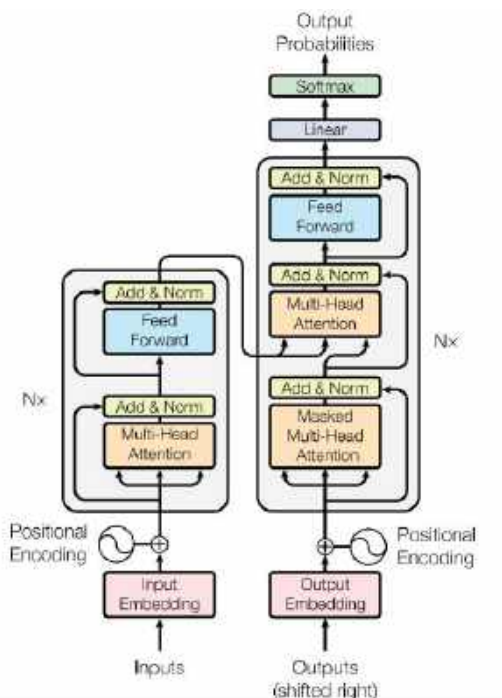 Output
Probabilities
Softmax
Linear
Add & Norm
Feed
Forward
Add & Norm
Multi-Head
Attention
Add & Norm
Masked
Multi-Head
Attention
Nx
Add & Norm
Feed
Forward
Add & Norm
Multi-Head
Attention
Nx
Positional
Encoding
Positional
Encoding
Input
Embedding
Output
Embedding
Inputs
Outputs
(shifted right)